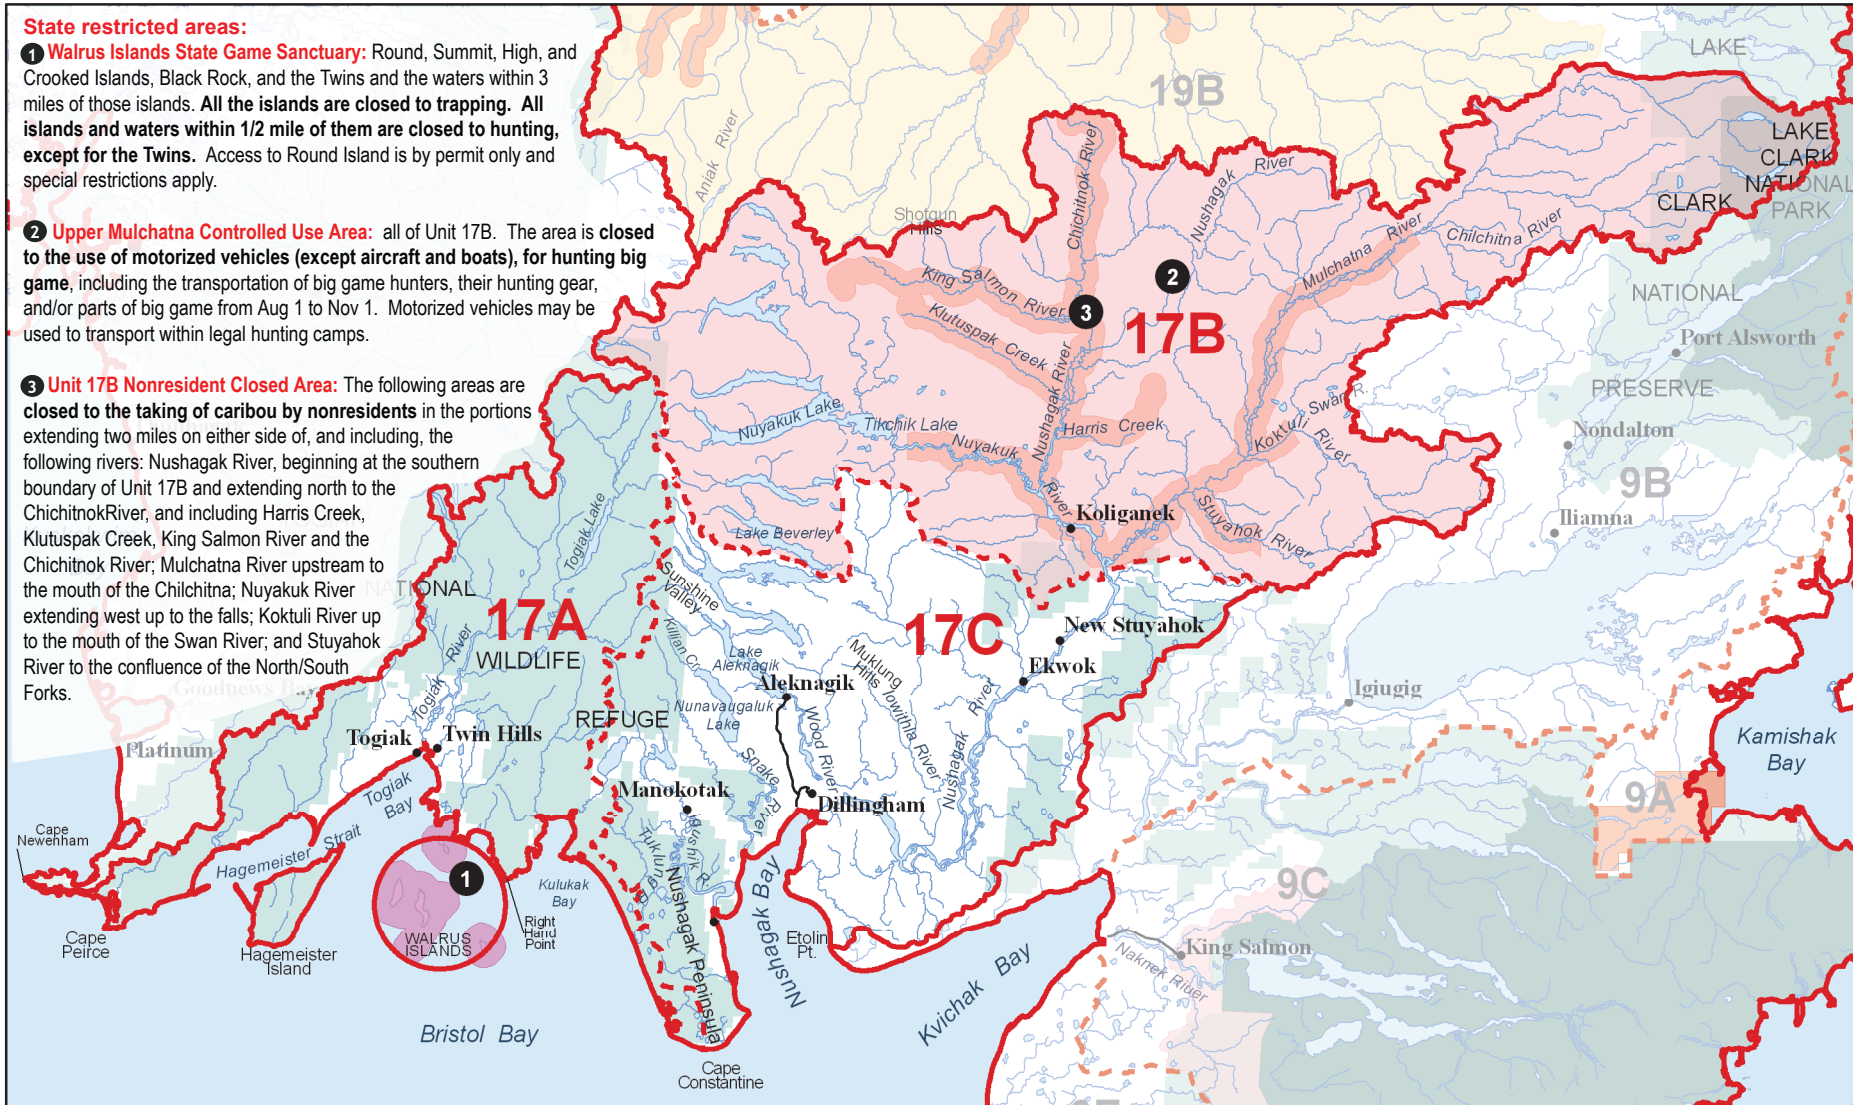 State restricted areas:
1 Walrus Islands State Game Sanctuary: Round, Summit, High, and
Crooked Islands, Black Rock, and the Twins and the waters within 3
miles of those islands. All the islands are closed to trapping. All
islands and waters within 1/2 mile of them are closed to hunting,
except for the Twins. Access to Round Island is by permit only and
special restrictions apply.
2 Upper Mulchatna Controlled Use Area: all of Unit 17B. The area is closed
to the use of motorized vehicles (except aircraft and boats), for hunting big
game, including the transportation of big game hunters, their hunting gear,
and/or parts of big game from Aug 1 to Nov 1. Motorized vehicles may be
used to transport within legal hunting camps.
3 Unit 17B Nonresident Closed Area: The following areas are
closed to the taking of caribou by nonresidents in the portions
extending two miles on either side of, and including, the
following rivers: Nushagak River, beginning at the southern
boundary of Unit 17B and extending north to the
ChichitnokRiver, and including Harris Creek,
Klutuspak Creek, King Salmon River and the
Chichitnok River; Mulchatna River upstream to
the mouth of the Chilchitna; Nuyakuk River
extending west up to the falls; Koktuli River up
to the mouth of the Swan River; and Stuyahok
River to the confluence of the North/South
Forks.
19B
LAKE
LAKE
CLARK
NATIONAL
PARK
CLARK
Aniak River
Shotgun
Hills
Chichitnok River
Nushagak River
Mulchatna River
Chilchitna River
King Salmon River
3
2
17B
Klutuspak Creek
Nushagak River
NATIONAL
Port Alsworth
PRESERVE
Nondalton
9B
Iliamna
Nuyakuk Lake
Tikchik Lake
Nuyakuk
River
Harris Creek
Koktuli River
Swan R.
Stuyahok River
Koliganek
Lake Beverley
Togiak Lake
NATIONAL
17A
WILDLIFE
REFUGE
Sunshine
Valley
Killian Cr.
17C
New Stuyahok
Ekwok
Muklung
Hills
Iowithla River
Nushagak River
Lake
Aleknagik
Aleknagik
Nunavaugaluk
Lake
Wood River
Snake River
Togiak River
Goodnews Bay
Platinum
Togiak
Twin Hills
Manokotak
Dillingham
Igiugig
Kamishak
Bay
9A
Togiak
Bay
Cape
Newenham
Hagemeister Strait
1
Kulukak
Bay
Tuklung R.
Igushik R.
Nushagak Peninsula
Nushagak Bay
Right
Hand
Point
WALRUS
ISLANDS
Cape
Peirce
Hagemeister
Island
Etolin
Pt.
Kvichak Bay
9C
King Salmon
Naknek River
Bristol Bay
Cape
Constantine